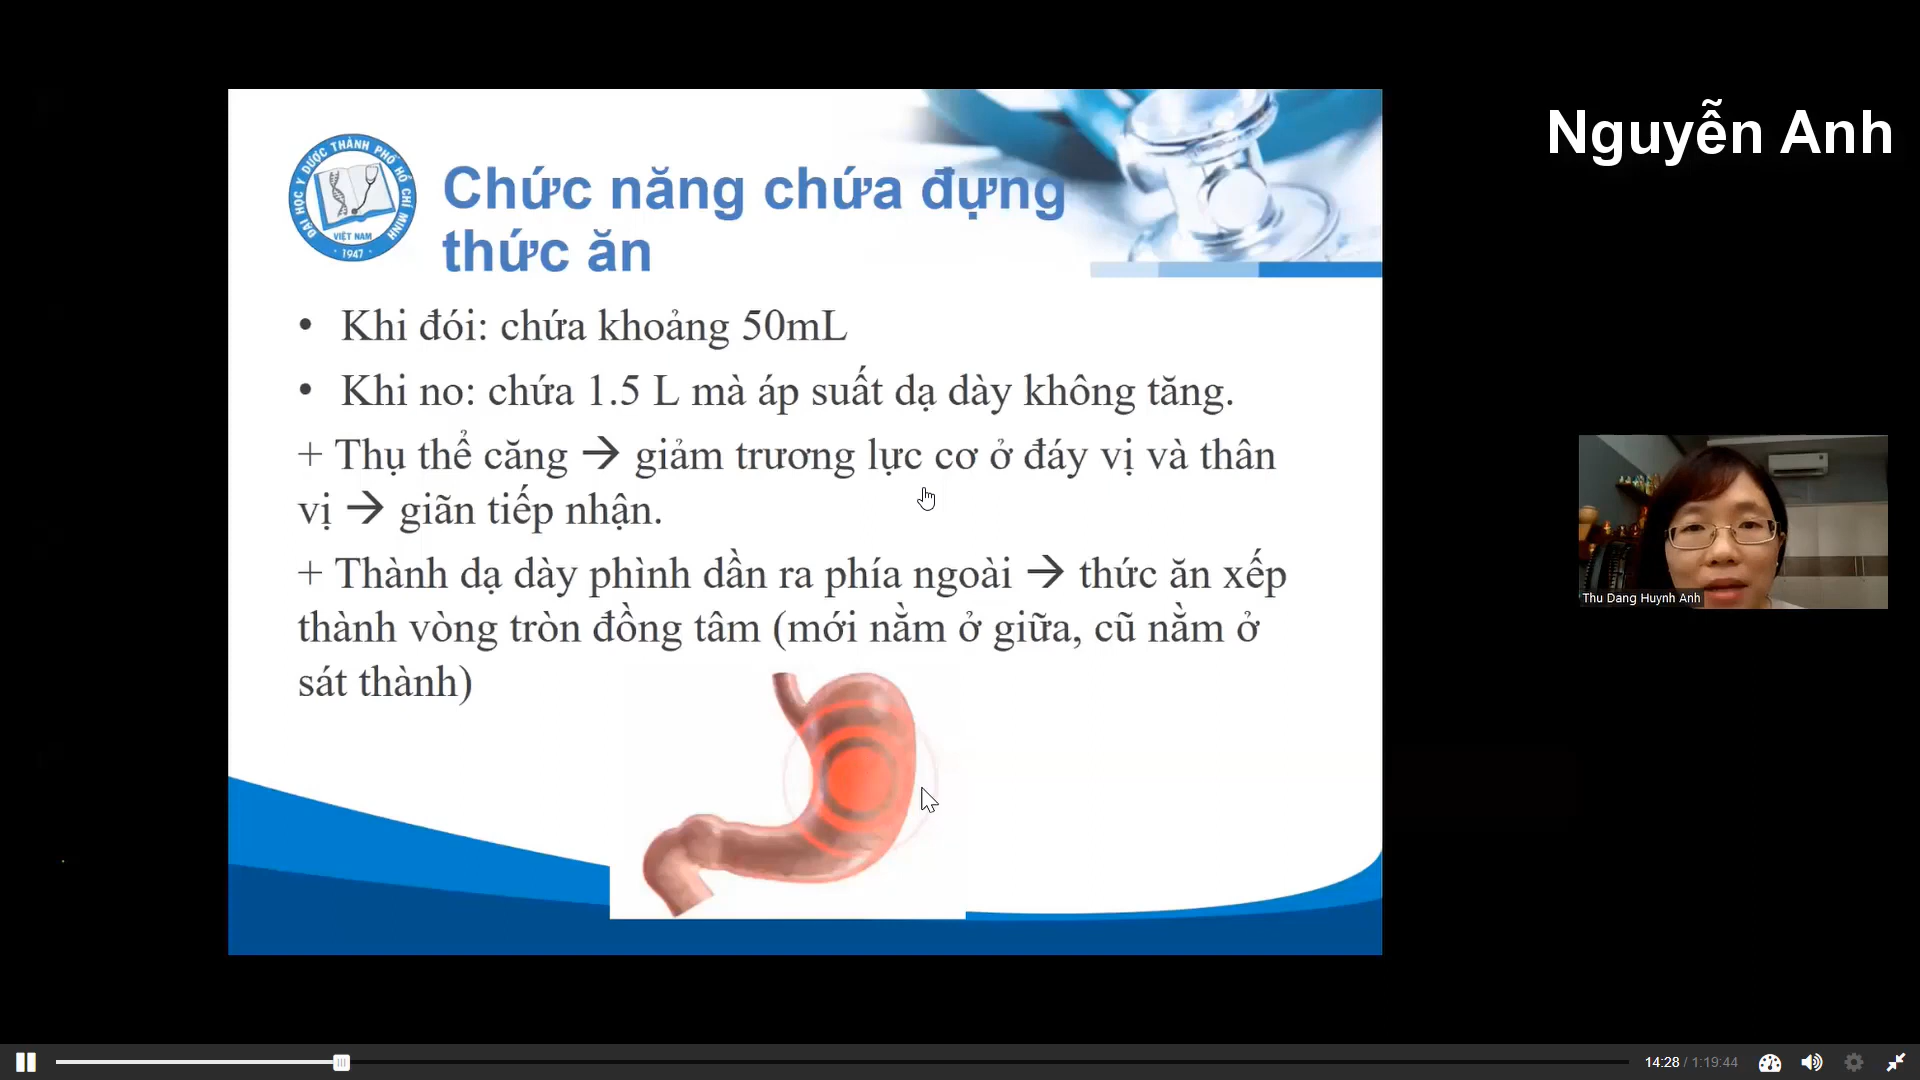 Nguyễn Anh
ĐẠI HỌC Y DƯỢC THÀNH PHỐ HỒ CHÍ MINH
VIỆT NAM
1947
Chức năng chứa đựng
thức ăn
• Khi đói: chứa khoảng 50mL
• Khi no: chứa 1.5 L mà áp suất dạ dày không tăng.
+ Thụ thể căng → giảm trương lực cơ ở đáy vị và thân
vị → giãn tiếp nhận.
+ Thành dạ dày phình dần ra phía ngoài → thức ăn xếp
thành vòng tròn đồng tâm (mới nằm ở giữa, cũ nằm ở
sát thành)
Thu Dang Huynh Anh
14:28 / 1:19:44